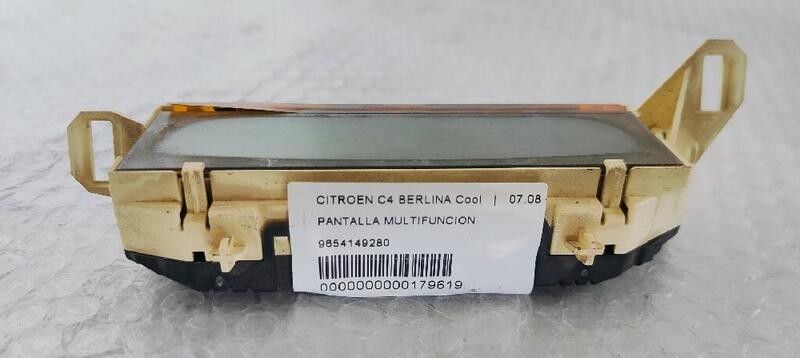 CITROEN C4 BERLINA Cool | 07.08
PANTALLA MULTIFUNCION
9654149280
0000000000179619